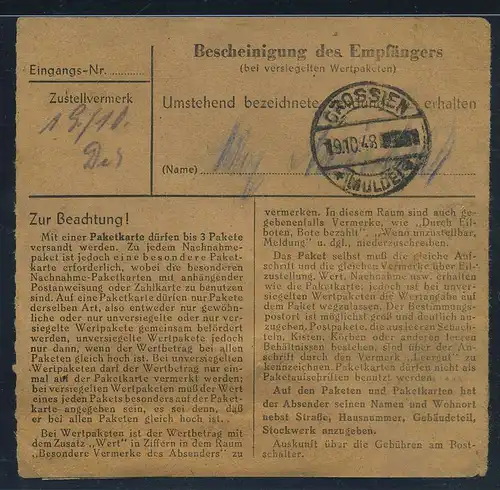 Bescheinigung des Empfängers
(bei versiegelten Wertpaketen)
Eingangs-Nr.
Zustellvermerk
19/10.
Umstehend bezeichnete erhalten
CROSSEN
19.10.48
(MULDE)
(Name)
Zur Beachtung!
Mit einer Paketkarte dürfen bis 3 Pakete
versandt werden. Zu jedem Nachnahme-
paket ist jedoch eine besondere Paket-
karte erforderlich, wobei die besonderen
Nachnahme-Paketkarten mit anhängender
Postanweisung oder Zahlkarte zu benutzen
sind. Auf eine Paketkarte dürfen nur Pakete
derselben Art, also entweder nur gewöhn-
liche oder nur unversiegelte oder nur ver-
siegelte Wertpakete gemeinsam befördert
werden, unversiegelte Wertpakete jedoch
nur dann, wenn der Wertbetrag bei allen
Paketen gleich hoch ist. Bei unversiegelten
Wertpaketen darf der Wertbetrag nur ein-
mal auf der Paketkarte vermerkt werden;
bei versiegelten Wertpaketen muß der Wert
eines jeden Pakets besonders auf der Paket-
karte angegeben sein, es sei denn, daß
er bei allen Paketen gleich hoch ist.
Bei Wertpaketen ist der Wertbetrag mit
dem Zusatz „Wert" in Ziffern in dem Raum
„Besondere Vermerke des Absenders" zu
vermerken. In diesem Raum sind auch ge-
gebenenfalls Vermerke, wie „Durch Eil-
boten, Bote bezahlt", „Wenn unzustellbar,
Meldung" u. dgl., niederzuschreiben.
Das Paket selbst muß die gleiche Auf-
schrift und die gleichen Vermerke über Eil-
zustellung, Wert, Nachnahme usw. erhalten
wie die Paketkarte; jedoch ist bei unver-
siegelten Wertpaketen die Wertangabe auf
dem Paket wegzulassen. Der Bestimmungs-
postort ist möglichst groß und deutlich an-
zugeben. Postpakete, die aus leeren Schach-
teln, Kisten, Körben oder anderen leeren
Behältnissen bestehen, sind über der An-
schrift durch den Vermerk „Leergut" zu
kennzeichnen. Paketkarten dürfen nicht als
Paketaufschriften benutzt werden.
Auf den Paketen und Paketkarten hat
der Absender seinen Namen und Wohnort
nebst Straße, Hausnummer, Gebäudeteil,
Stockwerk anzugeben.
Auskunft über die Gebühren am Post-
schalter.